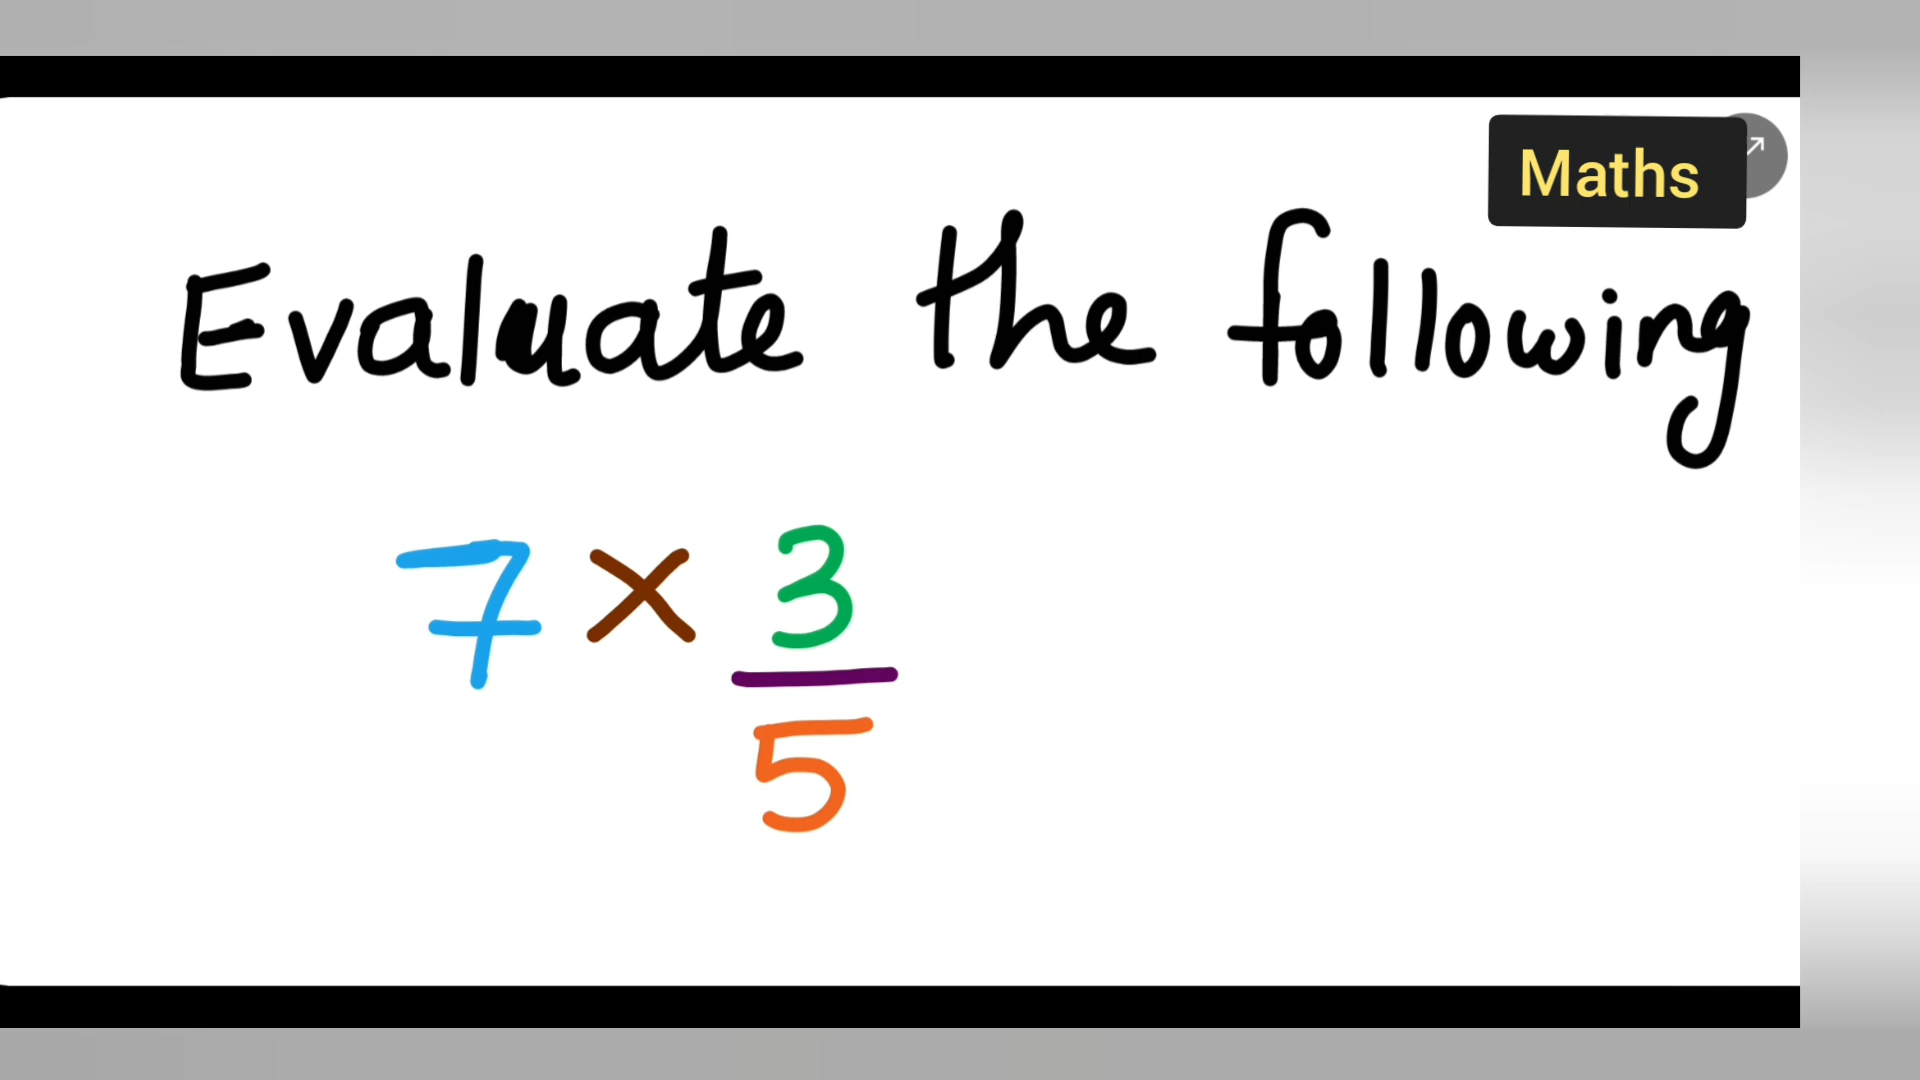 Maths
Evaluate the following
7 × 3/5